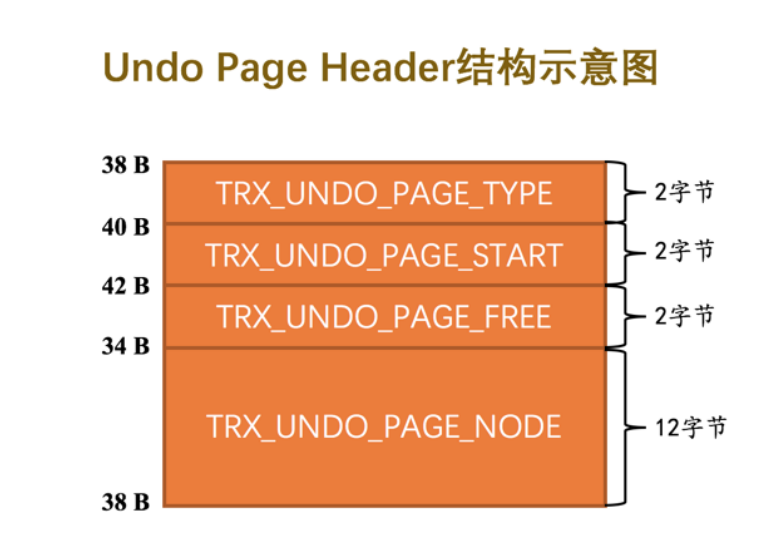 Undo Page Header结构示意图
38 B
TRX_UNDO_PAGE_TYPE
2字节
40 B
TRX_UNDO_PAGE_START
2字节
42 B
TRX_UNDO_PAGE_FREE
2字节
34 B
TRX_UNDO_PAGE_NODE
12字节
38 B